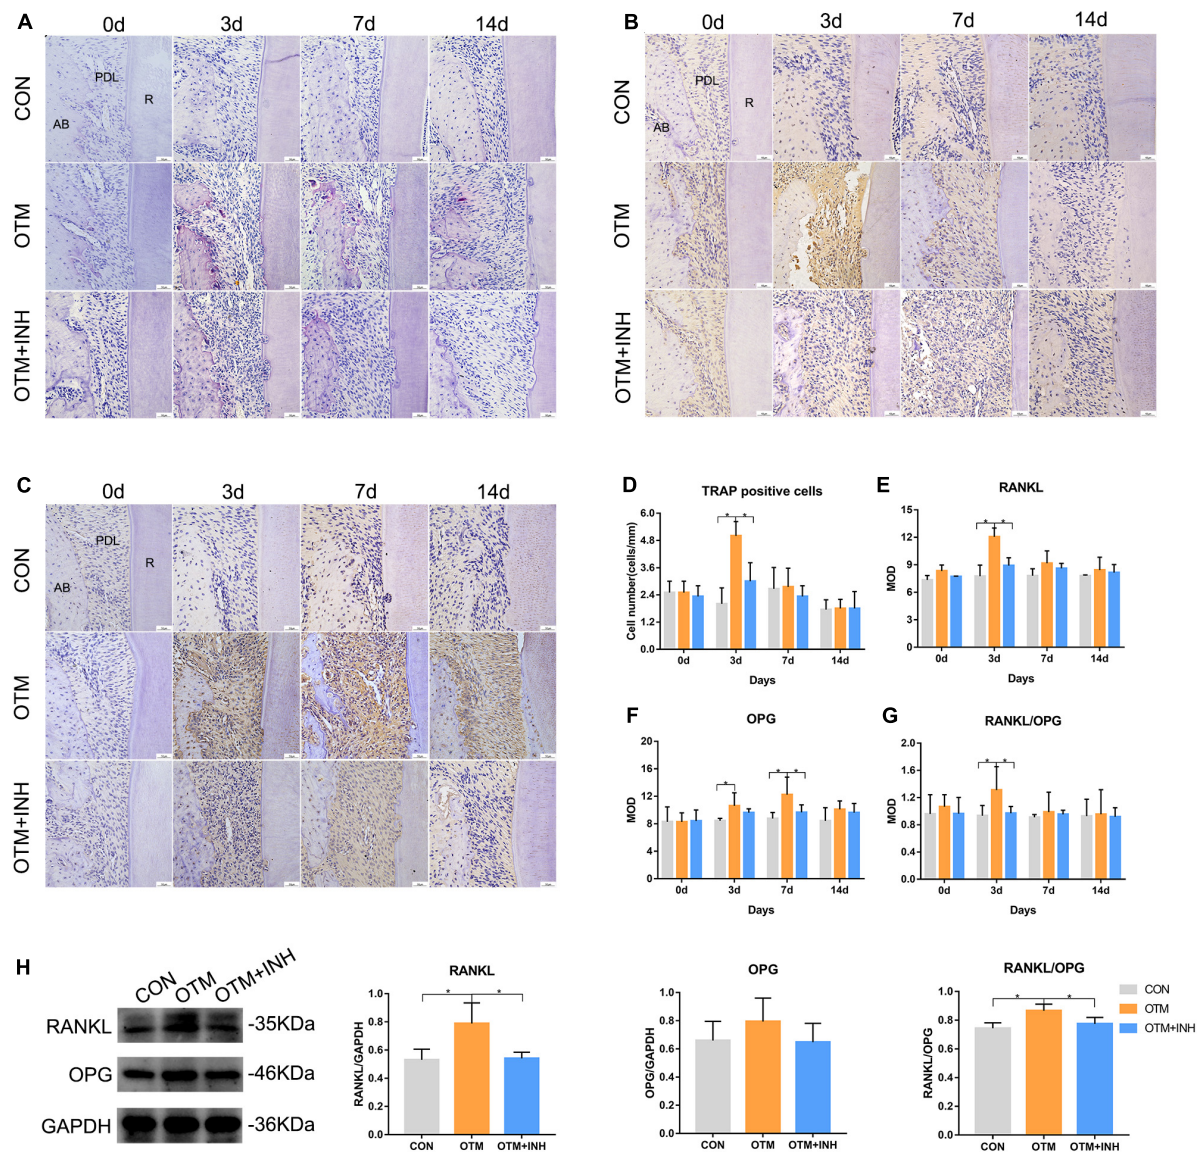 A
0d 3d 7d 14d
CON
PDL
R
AB
OTM
OTM+INH
B
0d 3d 7d 14d
CON
PDL
R
AB
OTM
OTM+INH
C
0d 3d 7d 14d
CON
PDL
R
AB
OTM
OTM+INH
D
TRAP positive cells
Cell number(cells/mm)
6.0
4.8
3.6
2.4
1.2
0.0
* *
0d 3d 7d 14d
Days
E
RANKL
MOD
15
12
9
6
3
0
* *
0d 3d 7d 14d
Days
F
OPG
MOD
20
16
12
8
4
0
*
* *
0d 3d 7d 14d
Days
G
RANKL/OPG
MOD
2.0
1.6
1.2
0.8
0.4
0.0
* *
0d 3d 7d 14d
Days
H
CON OTM OTM+INH
RANKL -35KDa
OPG -46KDa
GAPDH -36KDa
RANKL
RANKL/GAPDH
1.0
0.8
0.6
0.4
0.2
0.0
* *
CON OTM OTM+INH
OPG
OPG/GAPDH
1.0
0.8
0.6
0.4
0.2
0.0
CON OTM OTM+INH
RANKL/OPG
RANKL/OPG
1.0
0.8
0.6
0.4
0.2
0.0
* *
CON OTM OTM+INH
CON
OTM
OTM+INH